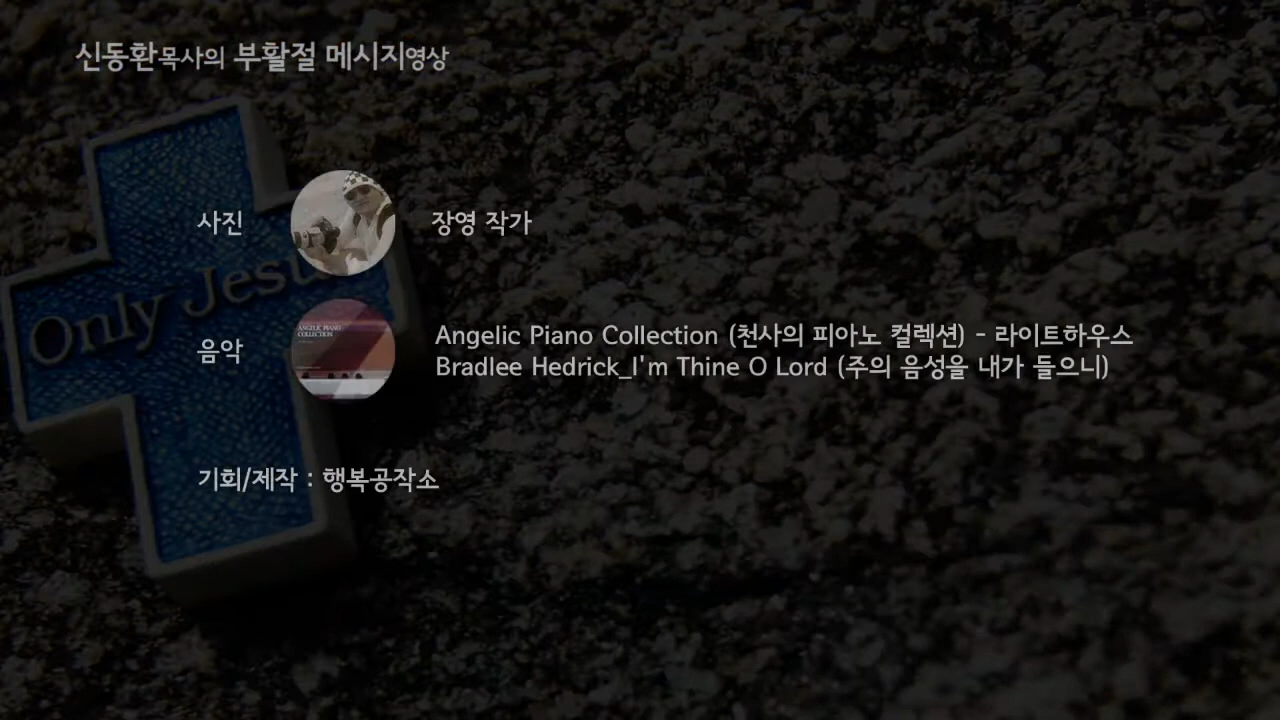 신동환목사의 부활절 메시지영상
Only Jesus
사진
장영 작가
음악
ANGELIC PIANO
COLLECTION
Angelic Piano Collection (천사의 피아노 컬렉션) - 라이트하우스
Bradlee Hedrick_I'm Thine O Lord (주의 음성을 내가 들으니)
기획/제작 : 행복공작소